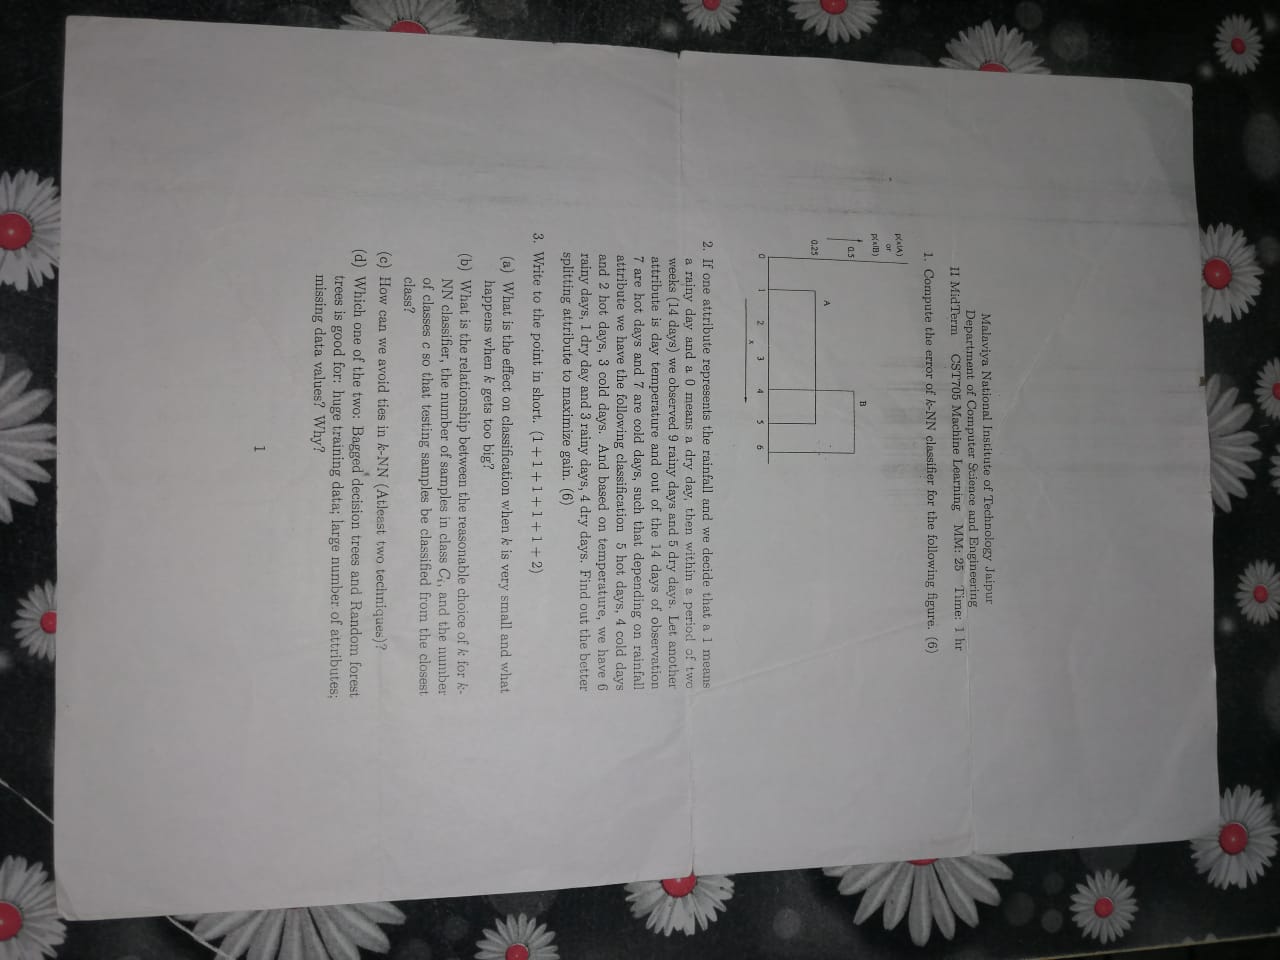 Malaviya National Institute of Technology Jaipur
Department of Computer Science and Engineering
II MidTerm CST705 Machine Learning MM: 25 Time: 1 hr
1. Compute the error of k-NN classifier for the following figure. (6)
p(x|A)
or
p(x|B)
0.5
0.25
A
B
0 1 2 3 4 5 6
x
2. If one attribute represents the rainfall and we decide that a 1 means
a rainy day and a 0 means a dry day, then within a period of two
weeks (14 days) we observed 9 rainy days and 5 dry days. Let another
attribute is day temperature and out of the 14 days of observation
7 are hot days and 7 are cold days, such that depending on rainfall
attribute we have the following classification 5 hot days, 4 cold days
and 2 hot days, 3 cold days. And based on temperature, we have 6
rainy days, 1 dry day and 3 rainy days, 4 dry days. Find out the better
splitting attribute to maximize gain. (6)
3. Write to the point in short. (1 + 1 + 1 + 1 + 1 + 2)
(a) What is the effect on classification when k is very small and what
happens when k gets too big?
(b) What is the relationship between the reasonable choice of k for k-
NN classifier, the number of samples in class Cᵢ, and the number
of classes c so that testing samples be classified from the closest
class?
(c) How can we avoid ties in k-NN (Atleast two techniques)?
(d) Which one of the two: Bagged decision trees and Random forest
trees is good for: huge training data; large number of attributes;
missing data values? Why?
1